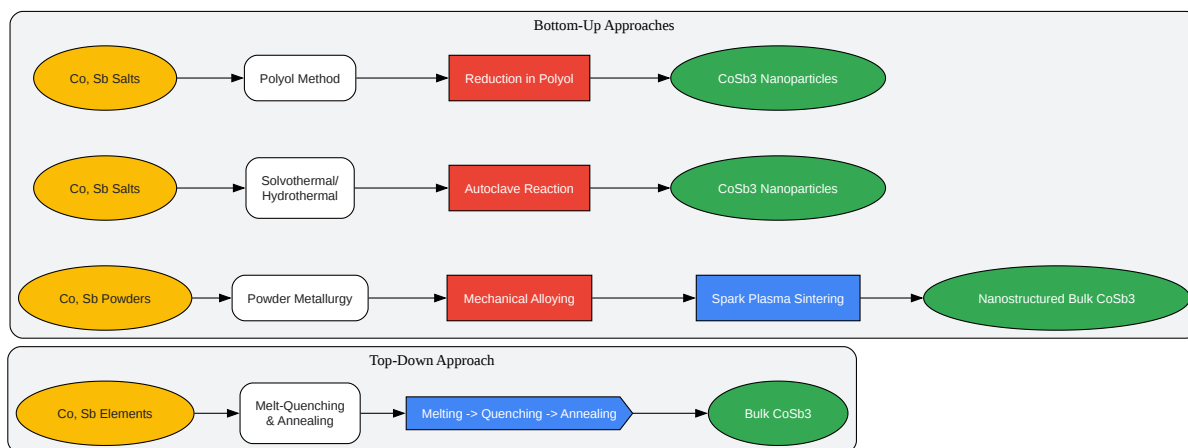 Bottom-Up Approaches
Co, Sb Salts
Polyol Method
Reduction in Polyol
CoSb3 Nanoparticles
Co, Sb Salts
Solvothermal/
Hydrothermal
Autoclave Reaction
CoSb3 Nanoparticles
Co, Sb Powders
Powder Metallurgy
Mechanical Alloying
Spark Plasma Sintering
Nanostructured Bulk CoSb3
Top-Down Approach
Co, Sb Elements
Melt-Quenching
& Annealing
Melting -> Quenching -> Annealing
Bulk CoSb3